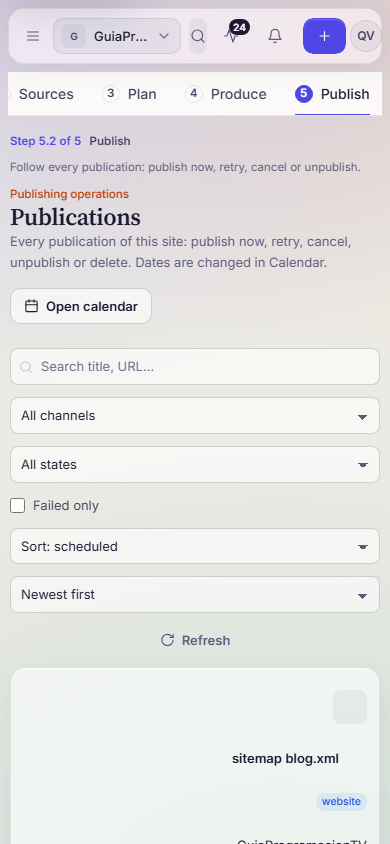 G GuiaPr... 24 QV
Sources 3 Plan 4 Produce 5 Publish
Step 5.2 of 5 Publish
Follow every publication: publish now, retry, cancel or unpublish.
Publishing operations
Publications
Every publication of this site: publish now, retry, cancel,
unpublish or delete. Dates are changed in Calendar.
Open calendar
Search title, URL...
All channels
All states
Failed only
Sort: scheduled
Newest first
Refresh
sitemap blog.xml
website